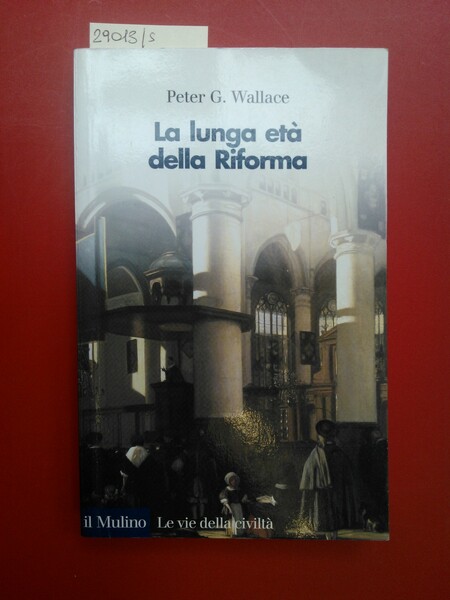 29013/s
Peter G. Wallace
La lunga età
della Riforma
il Mulino Le vie della civiltà